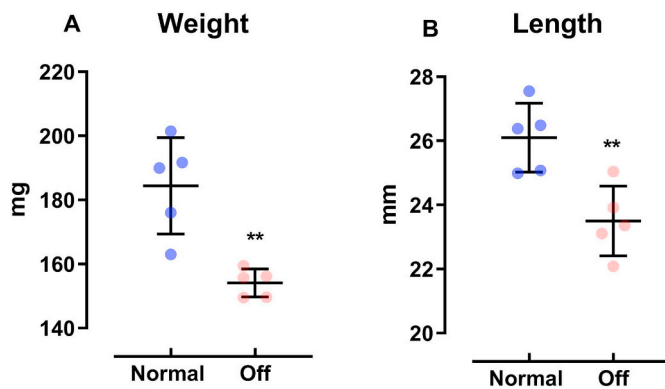 A Weight
220
200
180
160
140
mg
**
Normal Off
B Length
28
26
24
22
20
mm
**
Normal Off